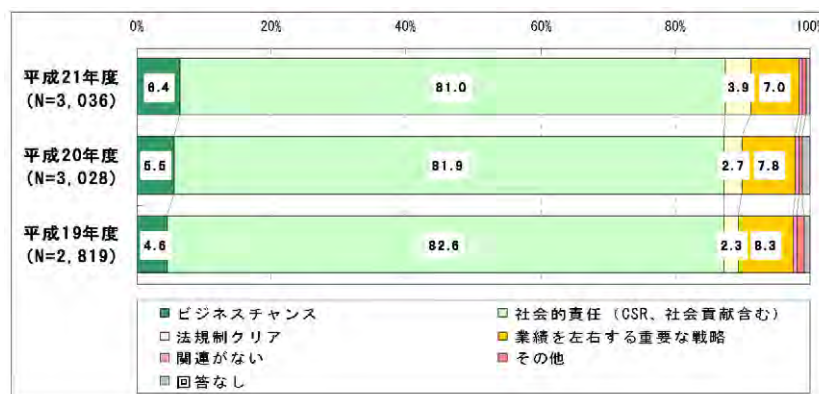 0% 20% 40% 60% 80% 100%
平成21年度
(N=3,036)
6.4 81.0 3.9 7.0
平成20年度
(N=3,028)
5.5 81.9 2.7 7.8
平成19年度
(N=2,819)
4.6 82.6 2.3 8.3
ビジネスチャンス 社会的責任（CSR、社会貢献含む）
法規制クリア 業績を左右する重要な戦略
関連がない その他
回答なし